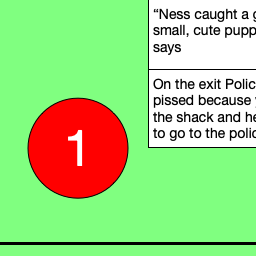 “Ness caught a
small, cute pupp
says
On the exit Polic
pissed because
the shack and he
to go to the polic
1